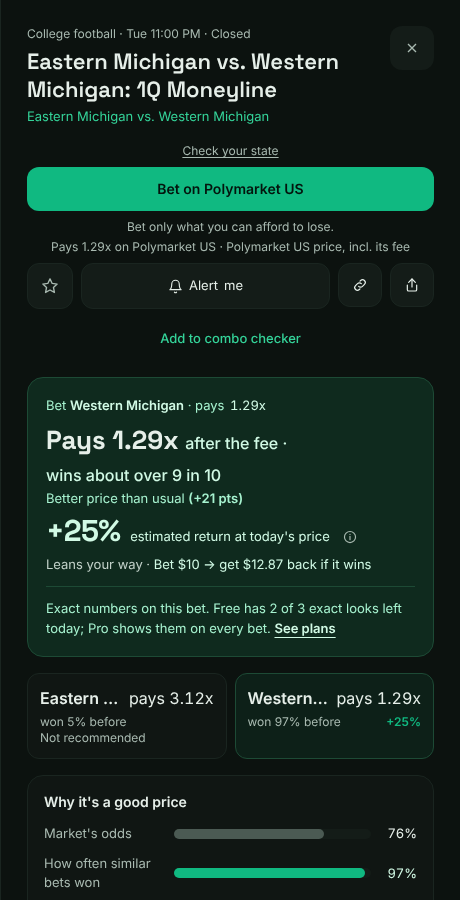 College football · Tue 11:00 PM · Closed
Eastern Michigan vs. Western
Michigan: 1Q Moneyline
Eastern Michigan vs. Western Michigan
Check your state
Bet on Polymarket US
Bet only what you can afford to lose.
Pays 1.29x on Polymarket US · Polymarket US price, incl. its fee
Alert me
Add to combo checker
Bet Western Michigan · pays 1.29x
Pays 1.29x after the fee ·
wins about over 9 in 10
Better price than usual (+21 pts)
+25% estimated return at today's price
Leans your way · Bet $10 → get $12.87 back if it wins
Exact numbers on this bet. Free has 2 of 3 exact looks left
today; Pro shows them on every bet. See plans
Eastern ... pays 3.12x
won 5% before
Not recommended
Western... pays 1.29x
won 97% before +25%
Why it's a good price
Market's odds 76%
How often similar
bets won 97%